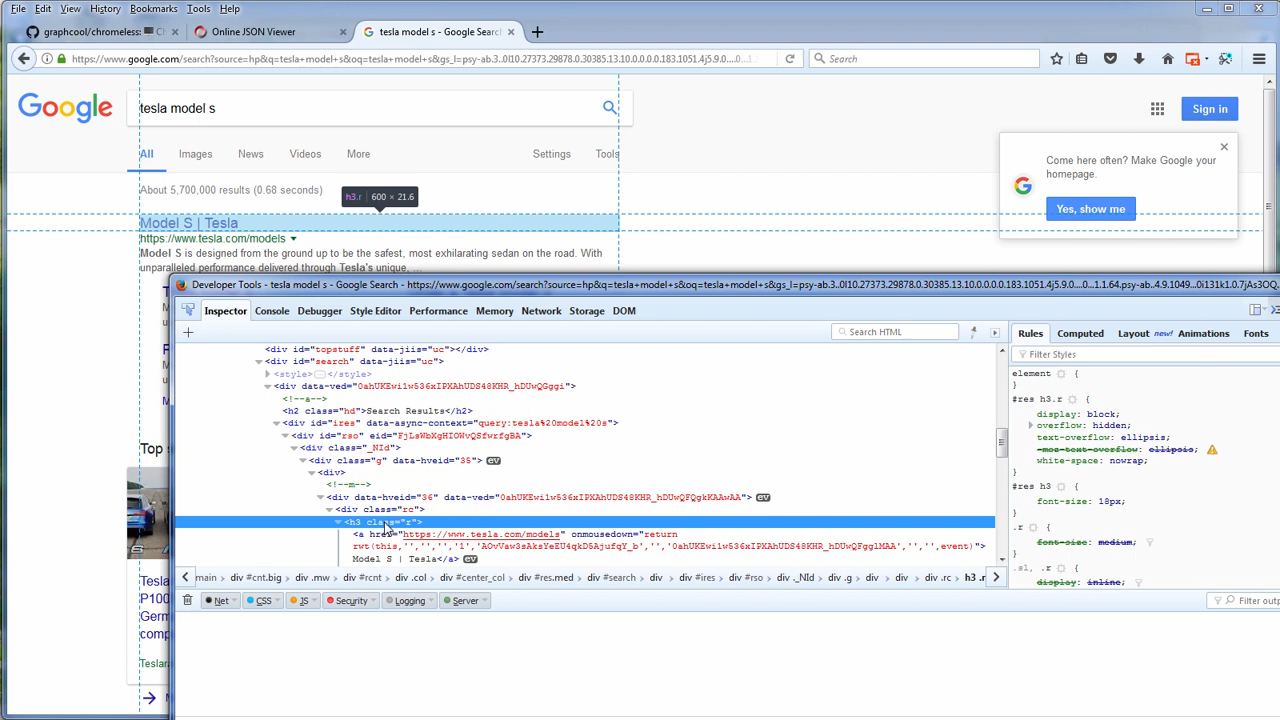 File Edit View History Bookmarks Tools Help
graphcool/chromeless: Ch
Online JSON Viewer
tesla model s - Google Search
https://www.google.com/search?source=hp&q=tesla+model+s&oq=tesla+model+s&gs_l=psy-ab.3...0l10.27373.29878.0.30385.13.10.0.0.0.0.183.1051.4j5.9.0....0...1
Search
Google
tesla model s
Sign in
All Images News Videos More Settings Tools
Come here often? Make Google your
homepage.
Yes, show me
About 5,700,000 results (0.68 seconds)
h3.r | 600 × 21.6
Model S | Tesla
https://www.tesla.com/models
Model S is designed from the ground up to be the safest, most exhilarating sedan on the road. With
unparalleled performance delivered through Tesla's unique, ...
Developer Tools - tesla model s - Google Search - https://www.google.com/search?source=hp&q=tesla+model+s&oq=tesla+model+s&gs_l=psy-ab.3...0l10.27373.29878.0.30385.13.10.0.0.0.0.183.1051.4j5.9.0....0...1.1.64.psy-ab..4.9.1049...0i131k1.0.7jAs3OQ
Inspector Console Debugger Style Editor Performance Memory Network Storage DOM
Search HTML
Rules Computed Layout new! Animations Fonts
<div id="topstuff" data-jiis="uc"></div>
<div id="search" data-jiis="uc">
<style></style>
<div data-ved="0ahUKEwi1w536xIPXAhUDS48KHR_hDUwQGggi">
<!--a-->
<h2 class="hd">Search Results</h2>
<div id="ires" data-async-context="query:tesla%20model%20s">
<div id="rso" eid="FjLsWbXgHIOWvQSfwrfgBA">
<div class="_NId">
<div class="g" data-hveid="35"> ev
<div>
<!--m-->
<div data-hveid="36" data-ved="0ahUKEwi1w536xIPXAhUDS48KHR_hDUwQFQgkKAAwAA"> ev
<div class="rc">
<h3 class="r">
<a href="https://www.tesla.com/models" onmousedown="return
rwt(this,'','','','1','AOvVaw3sAksYeEU4qkD5AjufqY_b','','0ahUKEwi1w536xIPXAhUDS48KHR_hDUwQFgglMAA','','',event)">
Model S | Tesla</a> ev
Filter Styles
element {
}
#res h3.r {
display: block;
overflow: hidden;
text-overflow: ellipsis;
-moz-text-overflow: ellipsis;
white-space: nowrap;
}
#res h3 {
font-size: 18px;
}
.r {
font-size: medium;
}
.sl, .r {
display: inline;
main div #cnt.big div .mw div #rcnt div .col div #center_col div #res.med div #search div div #ires div #rso div ._NId div .g div div div .rc h3 .r
Net CSS JS Security Logging Server
Filter outp
Top s
Tesla
P100
Germ
comp
Teslara